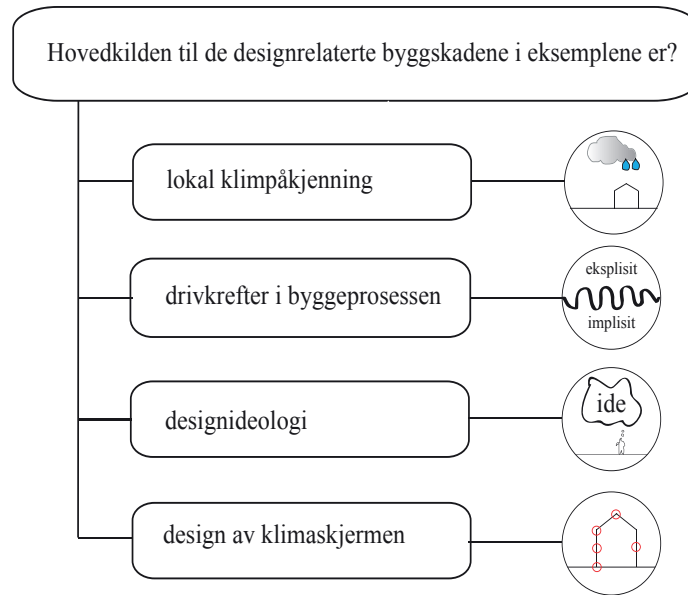 Hovedkilden til de designrelaterte byggskadene i eksemplene er?
lokal klimpåkjenning
drivkrefter i byggeprosessen
eksplisit
implisit
designideologi
ide
design av klimaskjermen